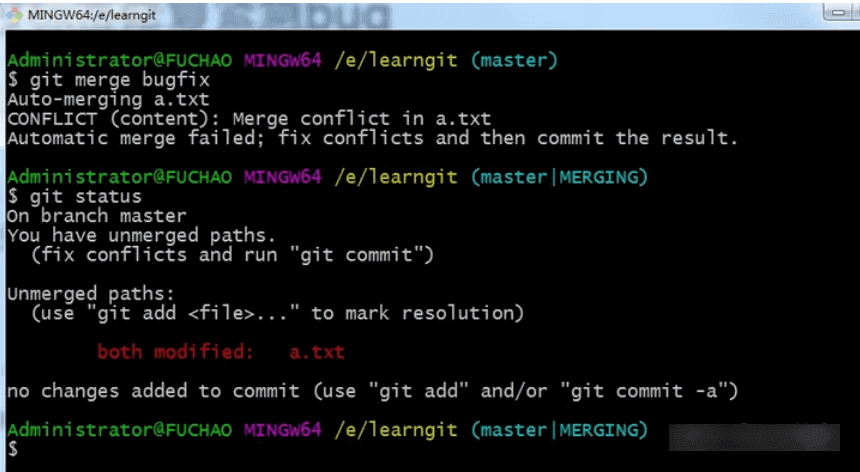 MINGW64:/e/learngit
Administrator@FUCHAO MINGW64 /e/learngit (master)
$ git merge bugfix
Auto-merging a.txt
CONFLICT (content): Merge conflict in a.txt
Automatic merge failed; fix conflicts and then commit the result.
Administrator@FUCHAO MINGW64 /e/learngit (master|MERGING)
$ git status
On branch master
You have unmerged paths.
(fix conflicts and run "git commit")
Unmerged paths:
(use "git add <file>..." to mark resolution)
both modified: a.txt
no changes added to commit (use "git add" and/or "git commit -a")
Administrator@FUCHAO MINGW64 /e/learngit (master|MERGING)
$